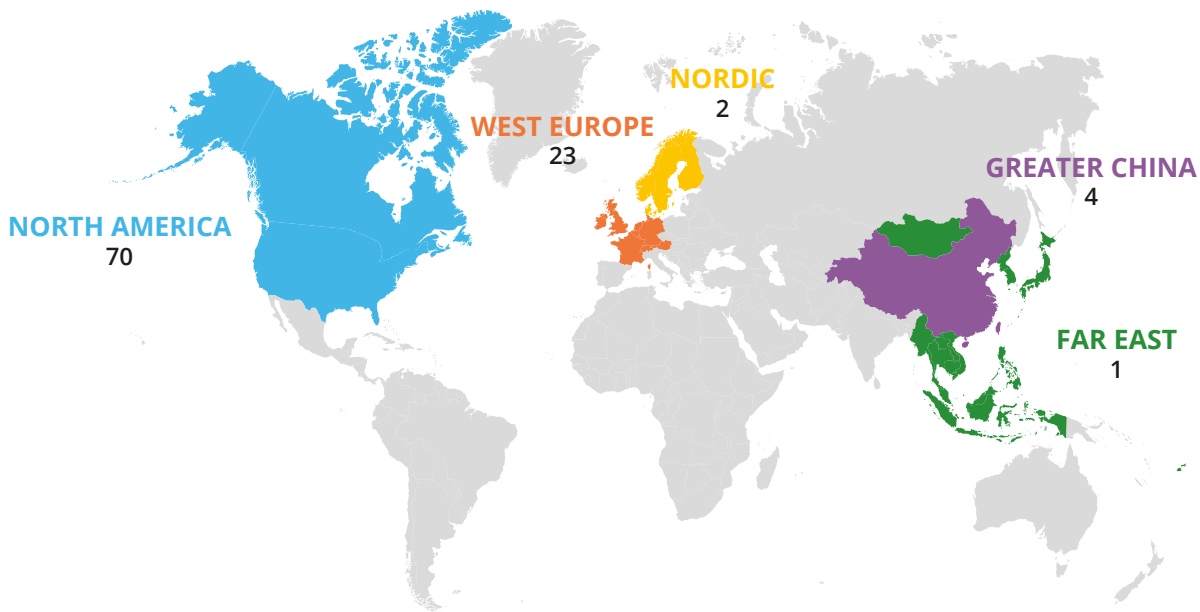 NORDIC
2
WEST EUROPE
23
GREATER CHINA
4
NORTH AMERICA
70
FAR EAST
1